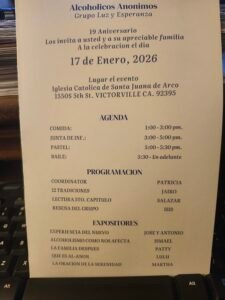 Alcoholicos Anonimos
Grupo Luz y Esperanza
19 Aniversario
Los invita a usted y a su apreciable familia
A la celebracion el dia
17 de Enero, 2026
Lugar el evento
Iglesia Catolica de Santa Juana de Arco
15505 5th St. VICTORVILLE CA. 92395
AGENDA
COMIDA: 1:00 - 3:00 pm.
JUNTA DE INF.: 3:00 - 5:00 pm.
PASTEL: 5:00 - 5:30 pm.
BAILE: 5:30 - En adelante
PROGRAMACION
COORDINATOR PATRICIA
12 TRADICIONES JAIRO
LECTURA 5TO. CAPITULO SALAZAR
RESEÑA DEL GRUPO
EXPOSITORES
EXPERIENCIA DEL NUEVO JOSE Y ANTONIO
ALCOHOLISMO COMO NOS AFECTA ISMAEL
LA FAMILIA DESPUES PATTY
QUE ES AL-ANON LULU
LA ORACION DE LA SERENIDAD MARTHA